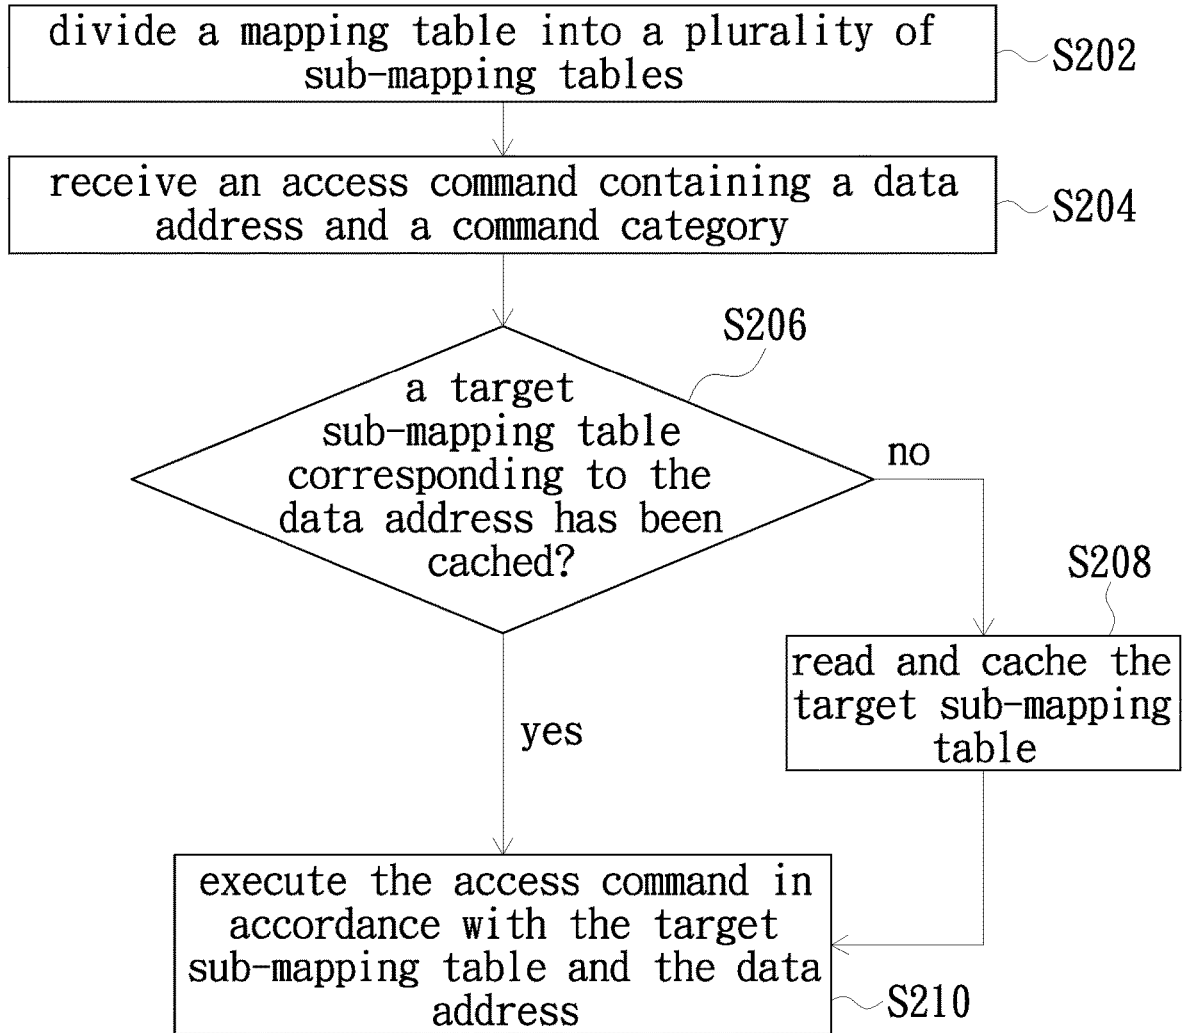 divide a mapping table into a plurality of
sub-mapping tables
S202
receive an access command containing a data
address and a command category
S204
S206
a target
sub-mapping table
corresponding to the
data address has been
cached?
no
S208
read and cache the
target sub-mapping
table
yes
execute the access command in
accordance with the target
sub-mapping table and the data
address
S210